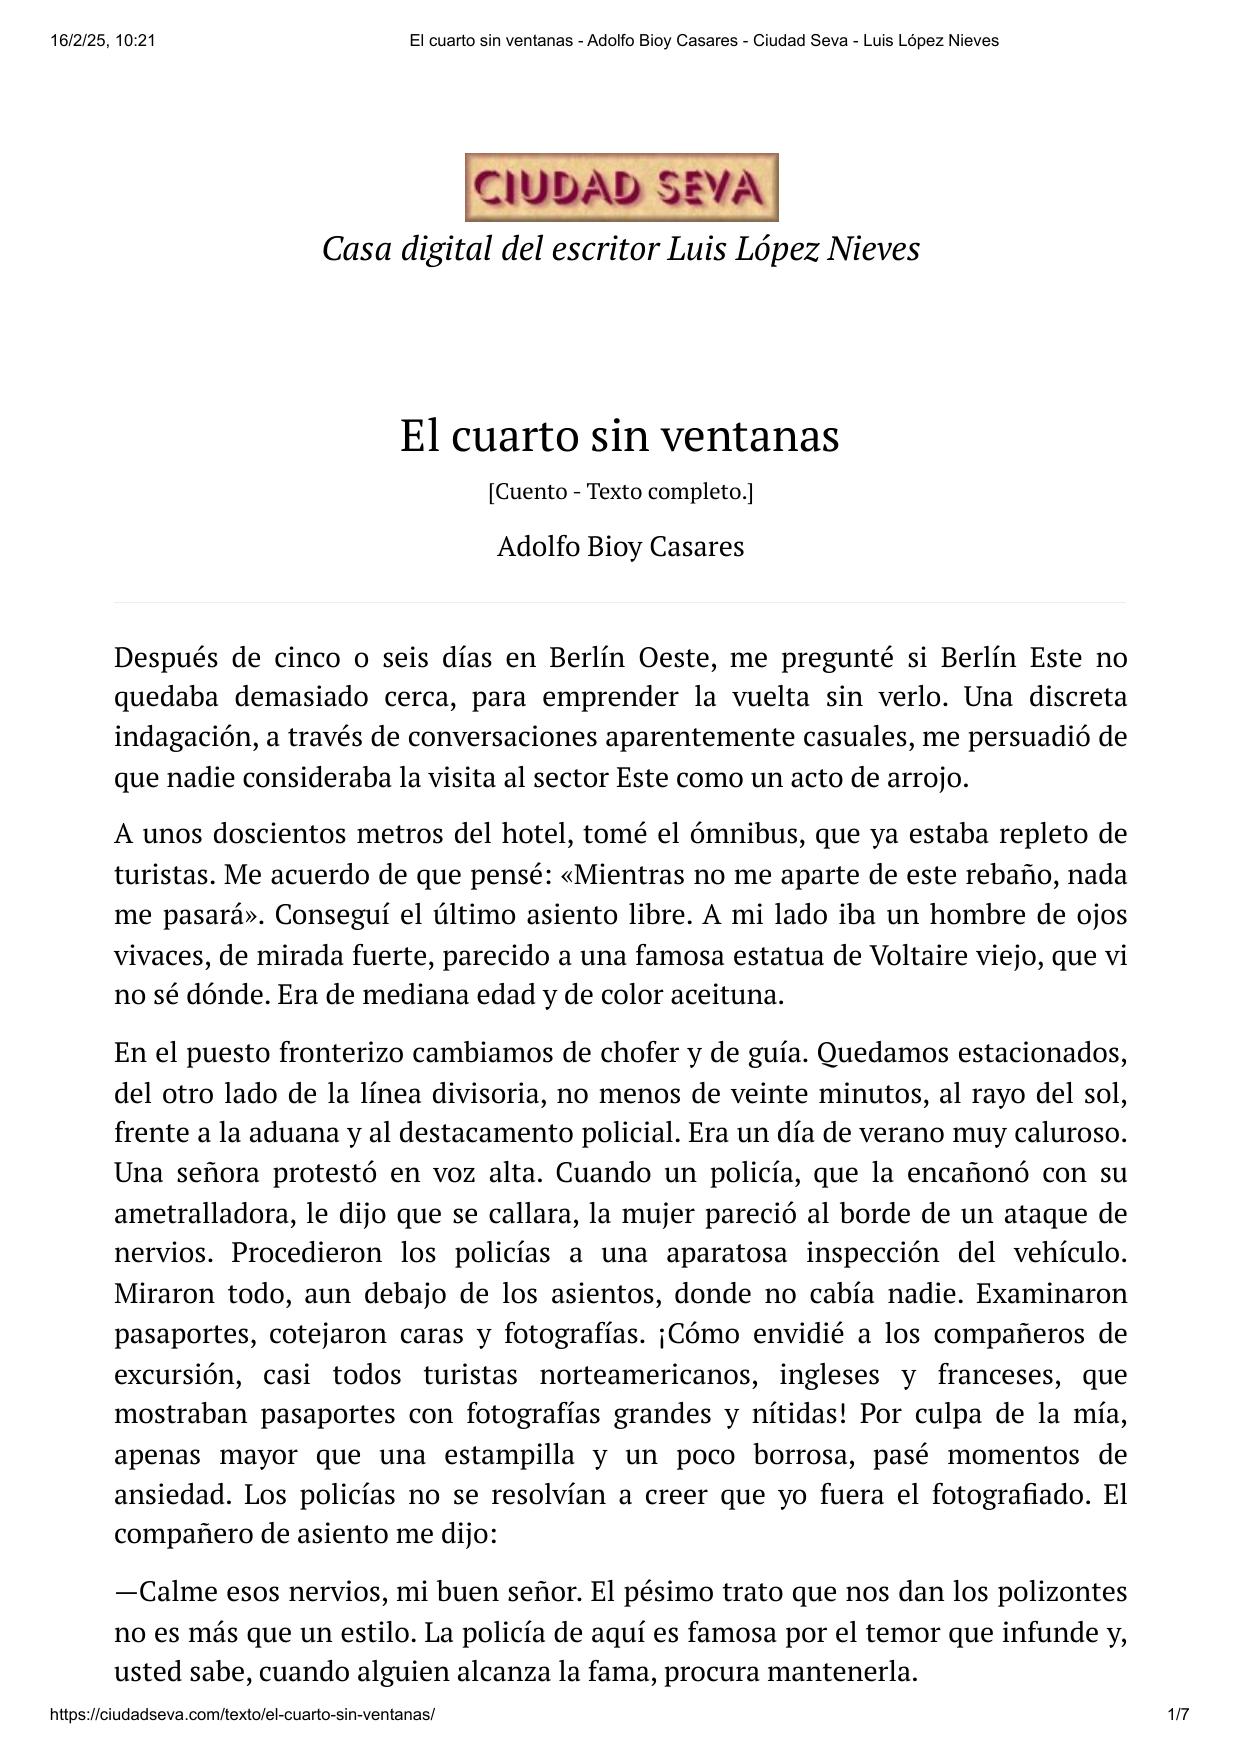 16/2/25, 10:21
El cuarto sin ventanas - Adolfo Bioy Casares - Ciudad Seva - Luis López Nieves
CIUDAD SEVA
Casa digital del escritor Luis López Nieves
El cuarto sin ventanas
[Cuento - Texto completo.]
Adolfo Bioy Casares
Después de cinco o seis días en Berlín Oeste, me pregunté si Berlín Este no
quedaba demasiado cerca, para emprender la vuelta sin verlo. Una discreta
indagación, a través de conversaciones aparentemente casuales, me persuadió de
que nadie consideraba la visita al sector Este como un acto de arrojo.
A unos doscientos metros del hotel, tomé el ómnibus, que ya estaba repleto de
turistas. Me acuerdo de que pensé: «Mientras no me aparte de este rebaño, nada
me pasará». Conseguí el último asiento libre. A mi lado iba un hombre de ojos
vivaces, de mirada fuerte, parecido a una famosa estatua de Voltaire viejo, que vi
no sé dónde. Era de mediana edad y de color aceituna.
En el puesto fronterizo cambiamos de chofer y de guía. Quedamos estacionados,
del otro lado de la línea divisoria, no menos de veinte minutos, al rayo del sol,
frente a la aduana y al destacamento policial. Era un día de verano muy caluroso.
Una señora protestó en voz alta. Cuando un policía, que la encañonó con su
ametralladora, le dijo que se callara, la mujer pareció al borde de un ataque de
nervios. Procedieron los policías a una aparatosa inspección del vehículo.
Miraron todo, aun debajo de los asientos, donde no cabía nadie. Examinaron
pasaportes, cotejaron caras y fotografías. ¡Cómo envidié a los compañeros de
excursión, casi todos turistas norteamericanos, ingleses y franceses, que
mostraban pasaportes con fotografías grandes y nítidas! Por culpa de la mía,
apenas mayor que una estampilla y un poco borrosa, pasé momentos de
ansiedad. Los policías no se resolvían a creer que yo fuera el fotografiado. El
compañero de asiento me dijo:
—Calme esos nervios, mi buen señor. El pésimo trato que nos dan los polizontes
no es más que un estilo. La policía de aquí es famosa por el temor que infunde y,
usted sabe, cuando alguien alcanza la fama, procura mantenerla.
https://ciudadseva.com/texto/el-cuarto-sin-ventanas/
1/7